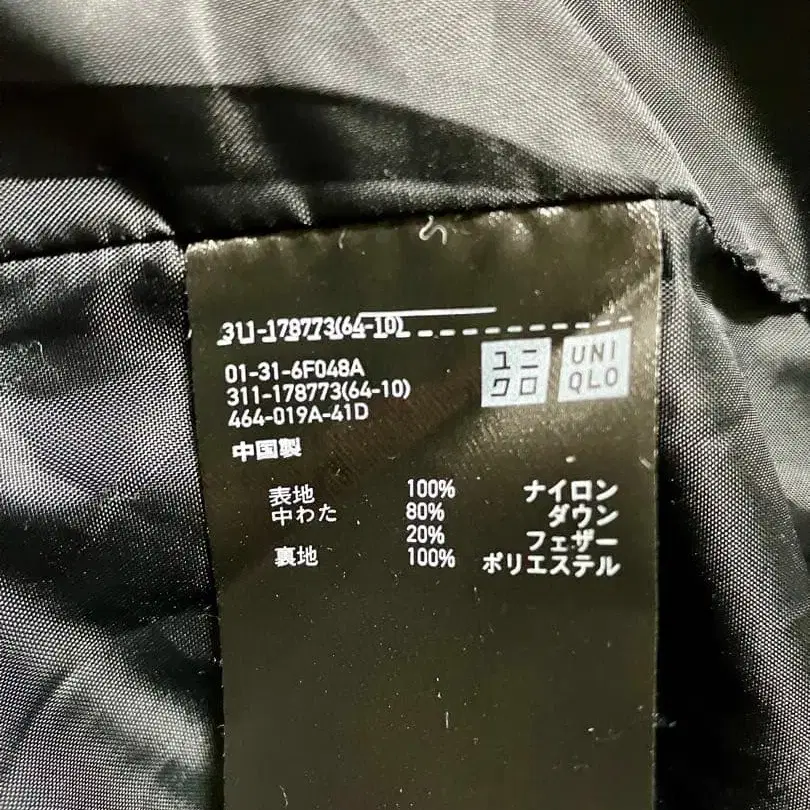 311-178773(64-10)
ユニ
クロ
UNI
QLO
01-31-6F048A
311-178773(64-10)
464-019A-41D
中国製
表地 100% ナイロン
中わた 80% ダウン
20% フェザー
裏地 100% ポリエステル